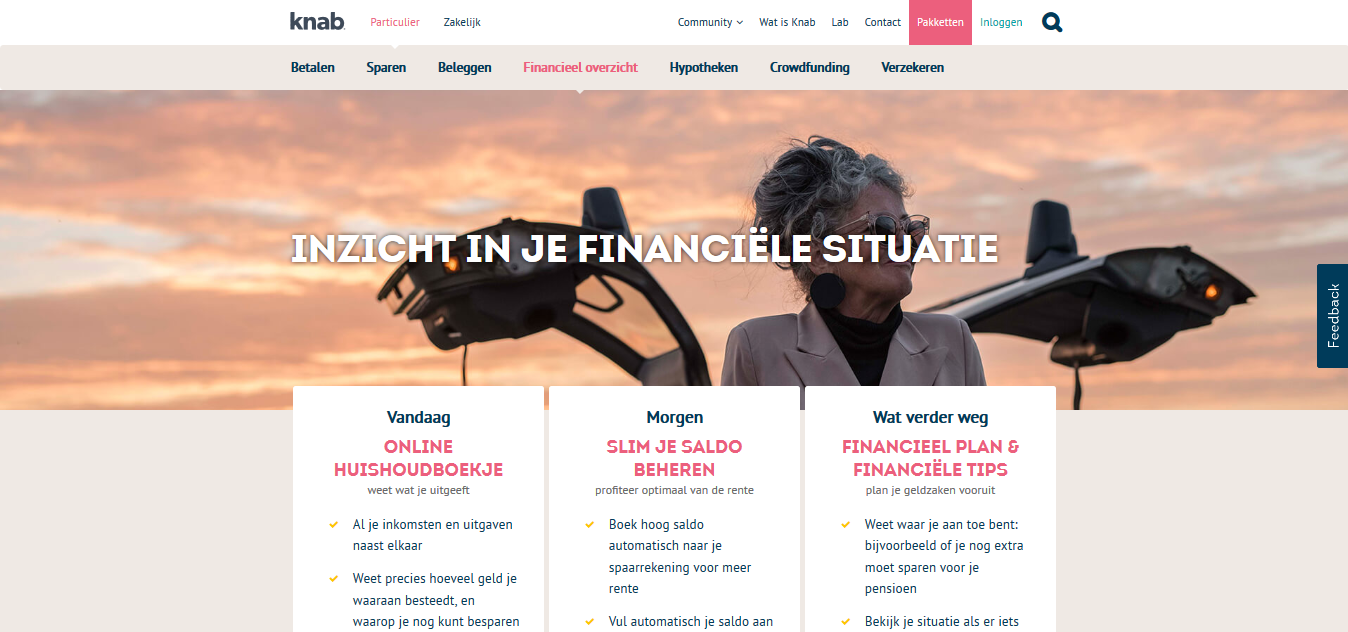 knab.
Particulier
Zakelijk
Community
Wat is Knab
Lab
Contact
Pakketten
Inloggen
Betalen
Sparen
Beleggen
Financieel overzicht
Hypotheken
Crowdfunding
Verzekeren
INZICHT IN JE FINANCIËLE SITUATIE
Feedback
Vandaag
ONLINE
HUISHOUDBOEKJE
weet wat je uitgeeft
Al je inkomsten en uitgaven
naast elkaar
Weet precies hoeveel geld je
waaraan besteedt, en
waarop je nog kunt besparen
Morgen
SLIM JE SALDO
BEHEREN
profiteer optimaal van de rente
Boek hoog saldo
automatisch naar je
spaarrekening voor meer
rente
Vul automatisch je saldo aan
Wat verder weg
FINANCIEEL PLAN &
FINANCIËLE TIPS
plan je geldzaken vooruit
Weet waar je aan toe bent:
bijvoorbeeld of je nog extra
moet sparen voor je
pensioen
Bekijk je situatie als er iets